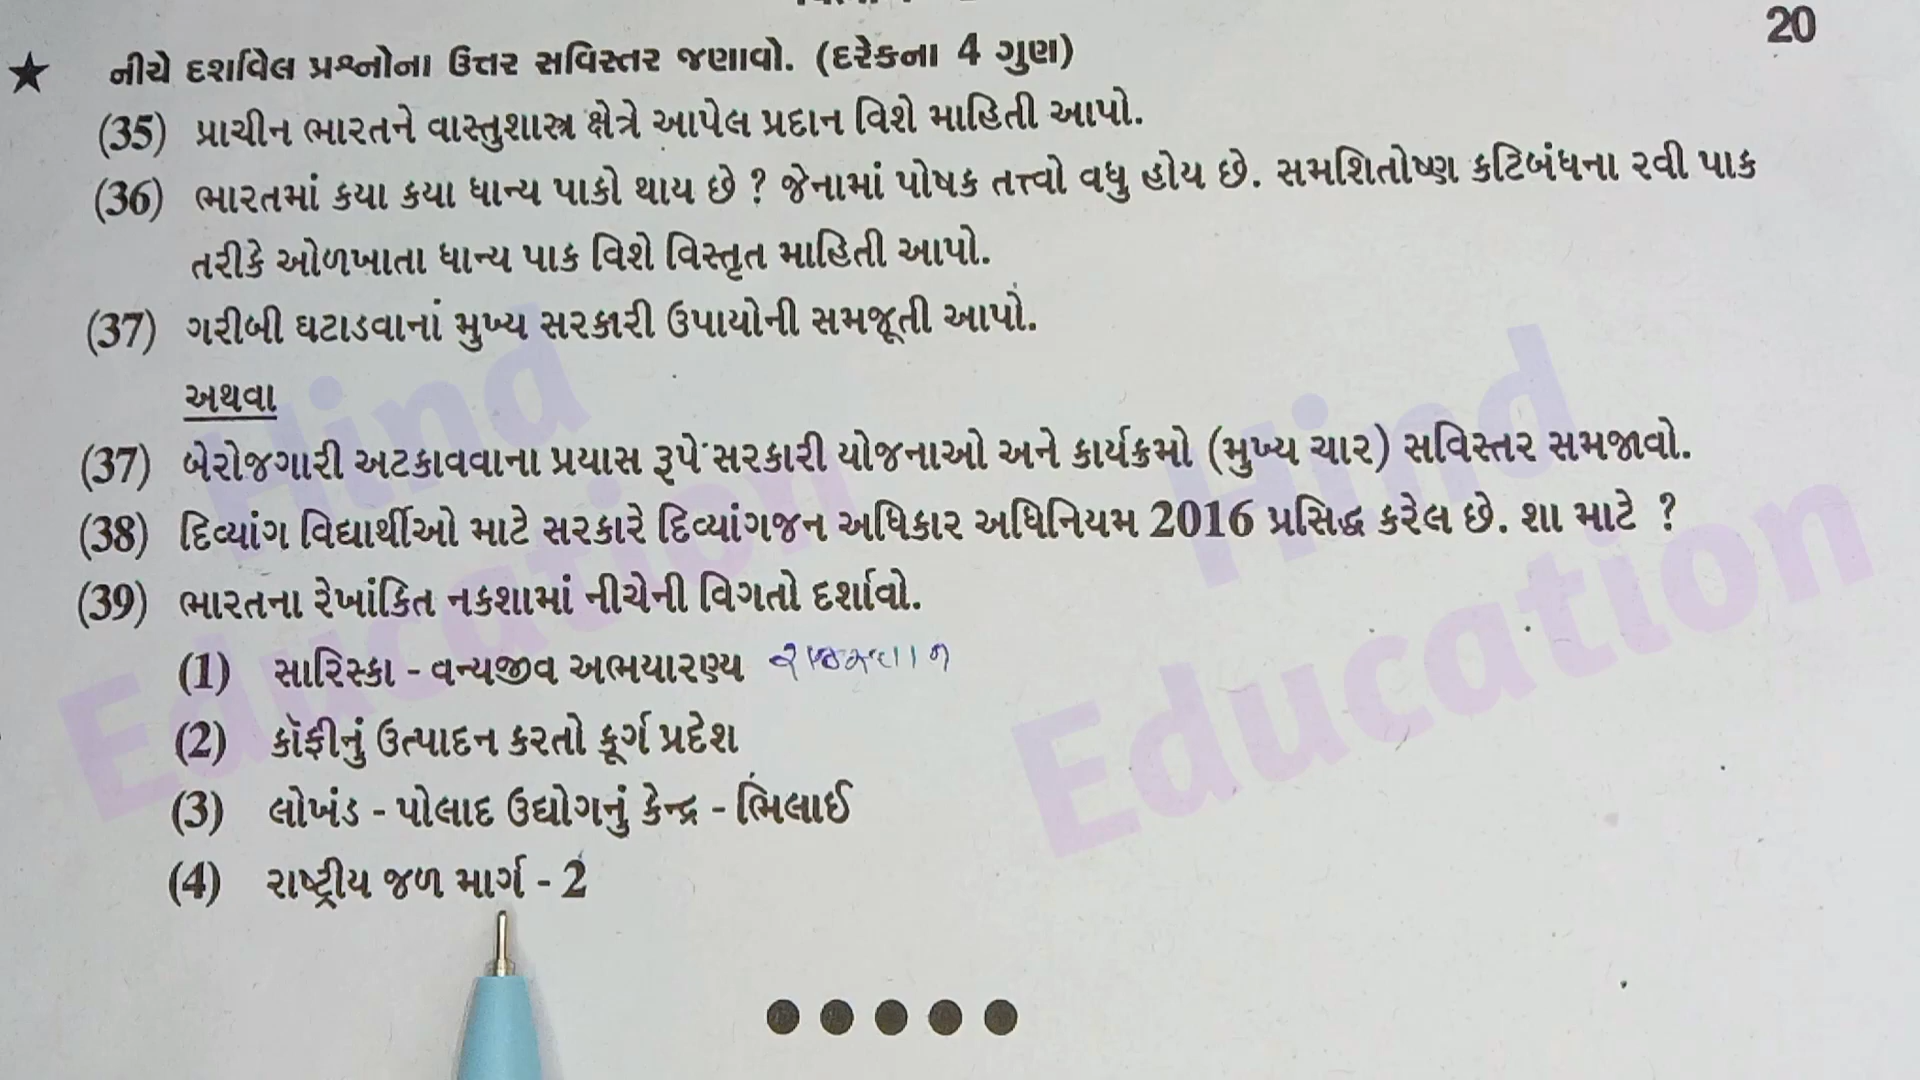 20
★ નીચે દર્શાવેલ પ્રશ્નોના ઉત્તર સવિસ્તર જણાવો. (દરેકના 4 ગુણ)
(35) પ્રાચીન ભારતને વાસ્તુશાસ્ત્ર ક્ષેત્રે આપેલ પ્રદાન વિશે માહિતી આપો.
(36) ભારતમાં કયા કયા ધાન્ય પાકો થાય છે ? જેનામાં પોષક તત્ત્વો વધુ હોય છે. સમશિતોષ્ણ કટિબંધના રવી પાક
તરીકે ઓળખાતા ધાન્ય પાક વિશે વિસ્તૃત માહિતી આપો.
(37) ગરીબી ઘટાડવાનાં મુખ્ય સરકારી ઉપાયોની સમજૂતી આપો.
અથવા
(37) બેરોજગારી અટકાવવાના પ્રયાસ રૂપે સરકારી યોજનાઓ અને કાર્યક્રમો (મુખ્ય ચાર) સવિસ્તર સમજાવો.
(38) દિવ્યાંગ વિદ્યાર્થીઓ માટે સરકારે દિવ્યાંગજન અધિકાર અધિનિયમ 2016 પ્રસિદ્ધ કરેલ છે. શા માટે ?
(39) ભારતના રેખાંકિત નકશામાં નીચેની વિગતો દર્શાવો.
(1) સારિસ્કા - વન્યજીવ અભયારણ્ય રાજસ્થાન
(2) કૉફીનું ઉત્પાદન કરતો કૂર્ગ પ્રદેશ
(3) લોખંડ - પોલાદ ઉદ્યોગનું કેન્દ્ર - ભિલાઈ
(4) રાષ્ટ્રીય જળ માર્ગ - 2
Hind
Education
Hind
Education